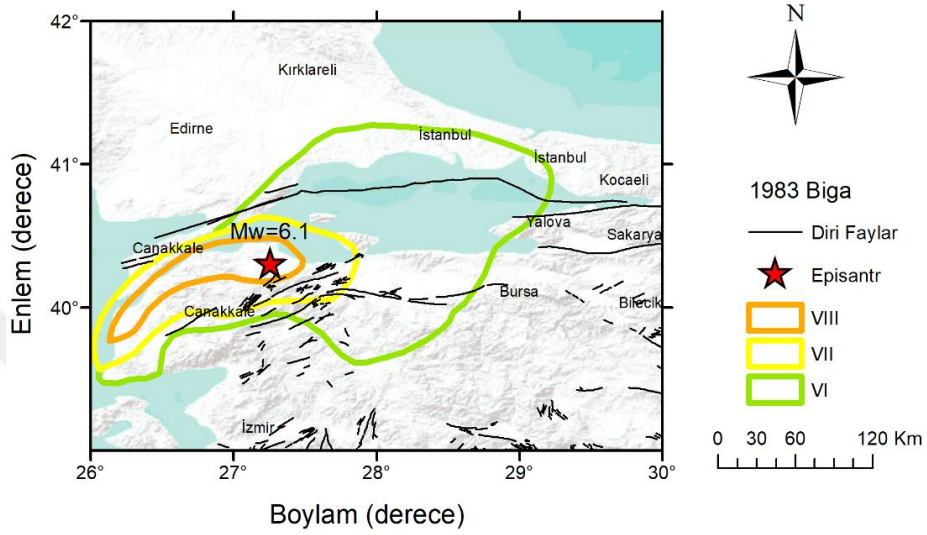 42°
41°
40°
Enlem (derece)
26°
27°
28°
29°
30°
Boylam (derece)
Kırklareli
Edirne
İstanbul
İstanbul
Kocaeli
Yalova
Sakarya
Canakkale
Mw=6.1
Canakkale
Bursa
Bilecik
İzmir
N
1983 Biga
Diri Faylar
Episantr
VIII
VII
VI
0 30 60 120 Km